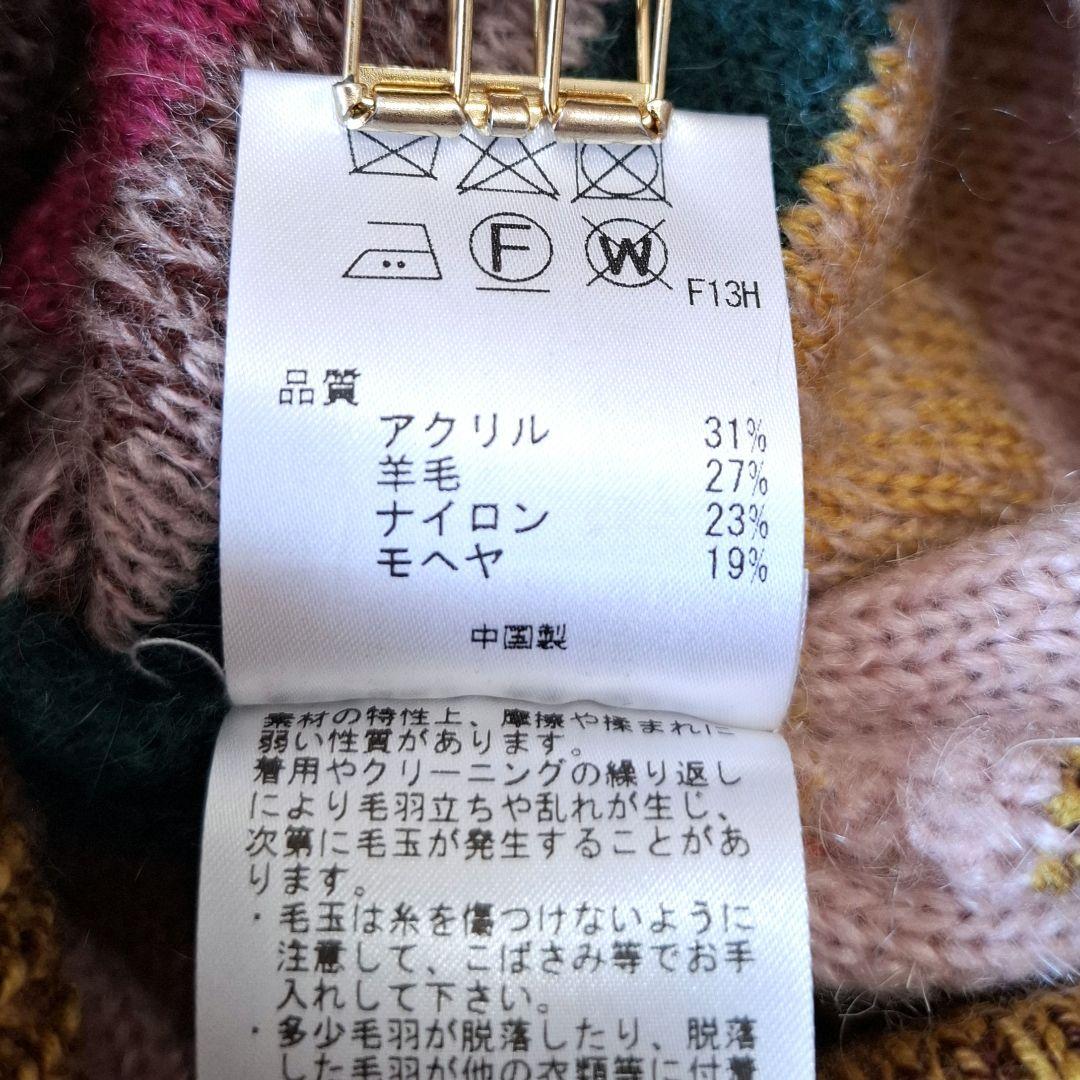 F
W
F13H
品質
アクリル 31%
羊毛 27%
ナイロン 23%
モヘヤ 19%
中国製
素材の特性上、摩擦や揉まれに
弱い性質があります。
着用やクリーニングの繰り返し
により毛羽立ちや乱れが生じ、
次第に毛玉が発生することがあ
ります。
・毛玉は糸を傷つけないように
注意して、こばさみ等でお手
入れして下さい。
・多少毛羽が脱落したり、脱落
した毛羽が他の衣類等に付着